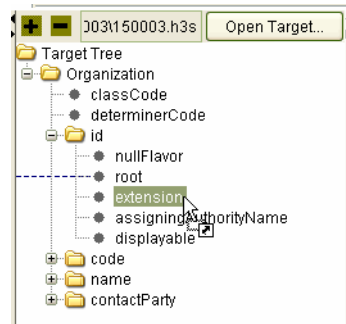 003\150003.h3s Open Target...
Target Tree
Organization
classCode
determinerCode
id
nullFlavor
root
extension
assigningAuthorityName
displayable
code
name
contactParty